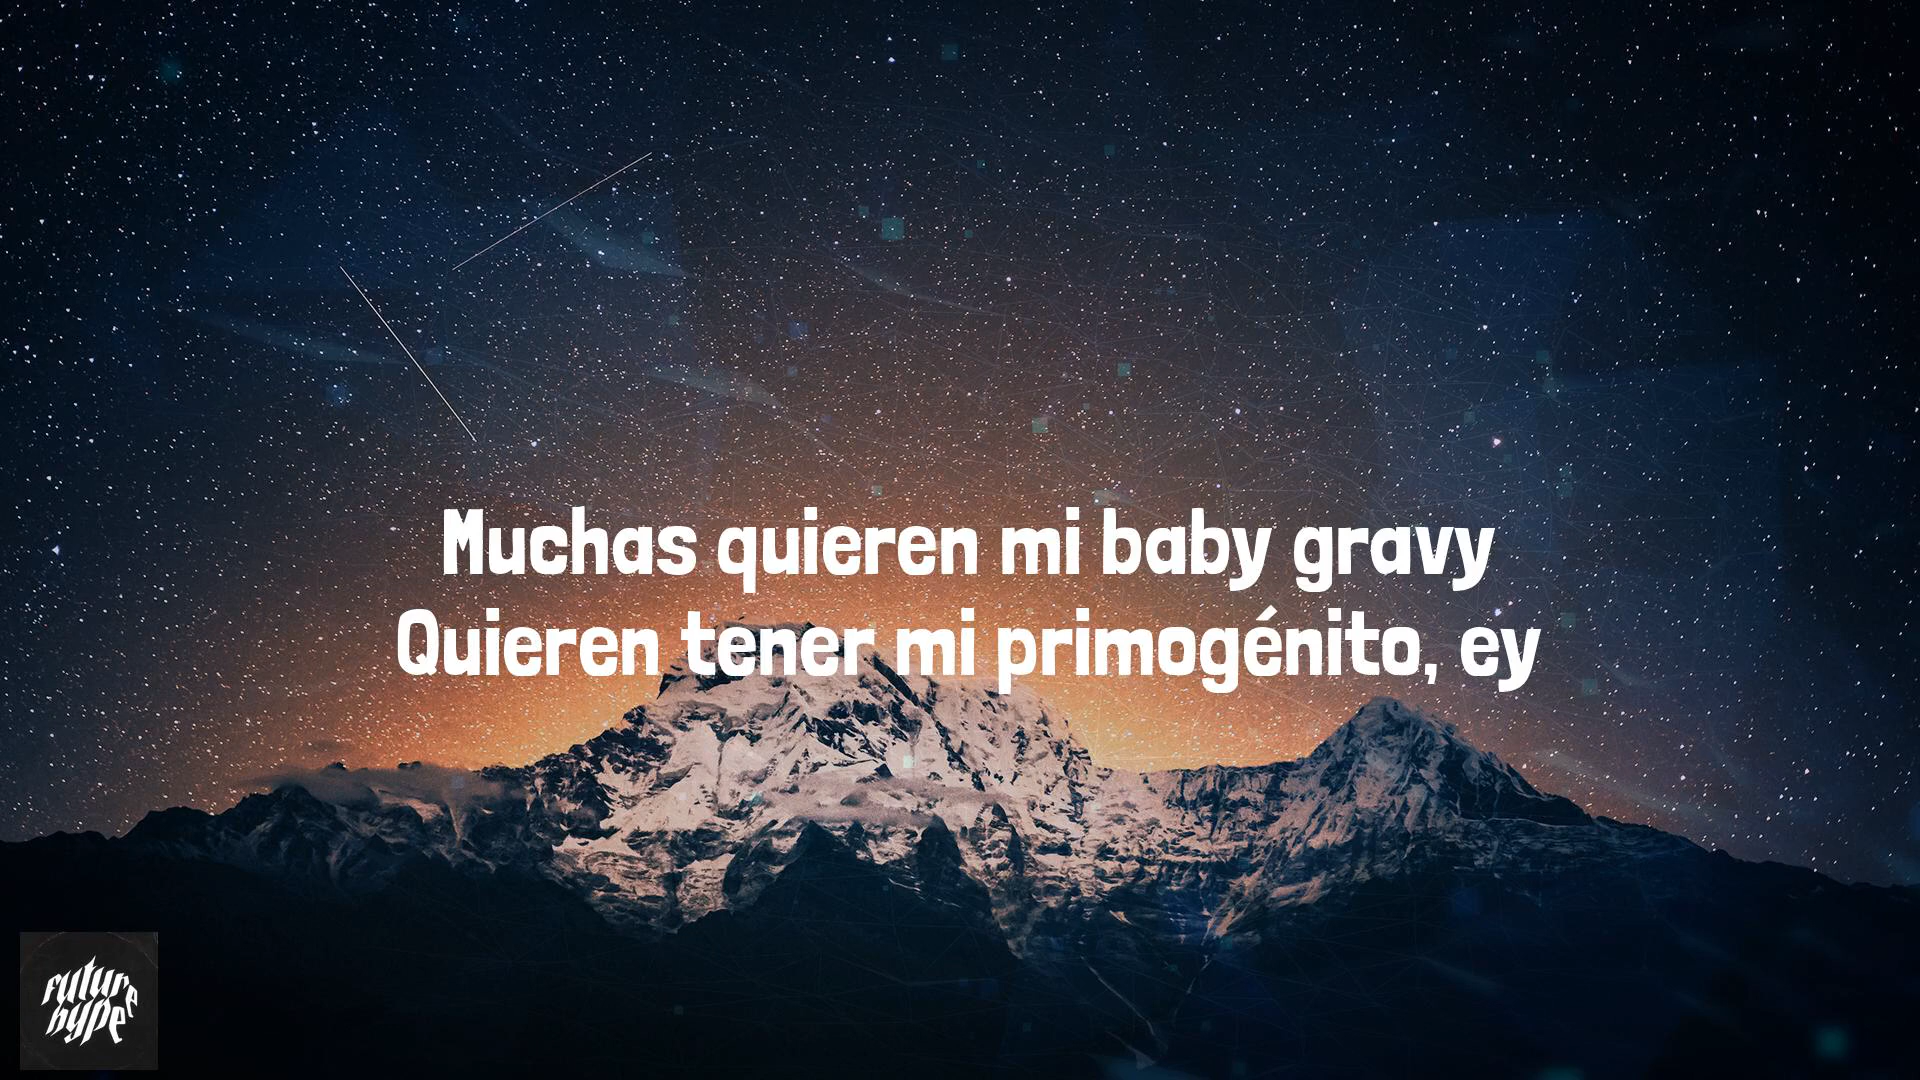 Muchas quieren mi baby gravy
Quieren tener mi primogénito, ey
future
hype